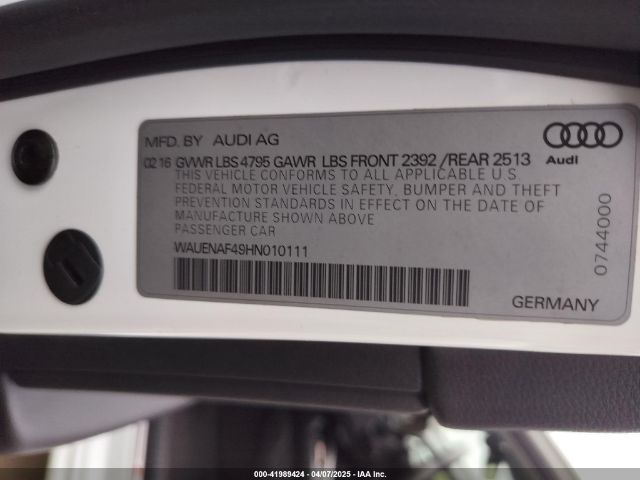 MFD. BY AUDI AG
02 16 GVWR LBS 4795 GAWR LBS FRONT 2392 /REAR 2513
Audi
THIS VEHICLE CONFORMS TO ALL APPLICABLE U.S.
FEDERAL MOTOR VEHICLE SAFETY, BUMPER AND THEFT
PREVENTION STANDARDS IN EFFECT ON THE DATE OF
MANUFACTURE SHOWN ABOVE
PASSENGER CAR
WAUENAF49HN010111
0744000
GERMANY
000-41989424 | 04/07/2025 - IAA Inc.